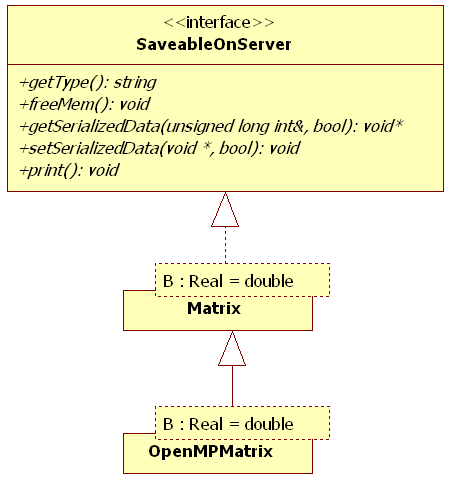 <<interface>>
SaveableOnServer
+getType(): string
+freeMem(): void
+getSerializedData(unsigned long int&, bool): void*
+setSerializedData(void *, bool): void
+print(): void
B : Real = double
Matrix
B : Real = double
OpenMPMatrix